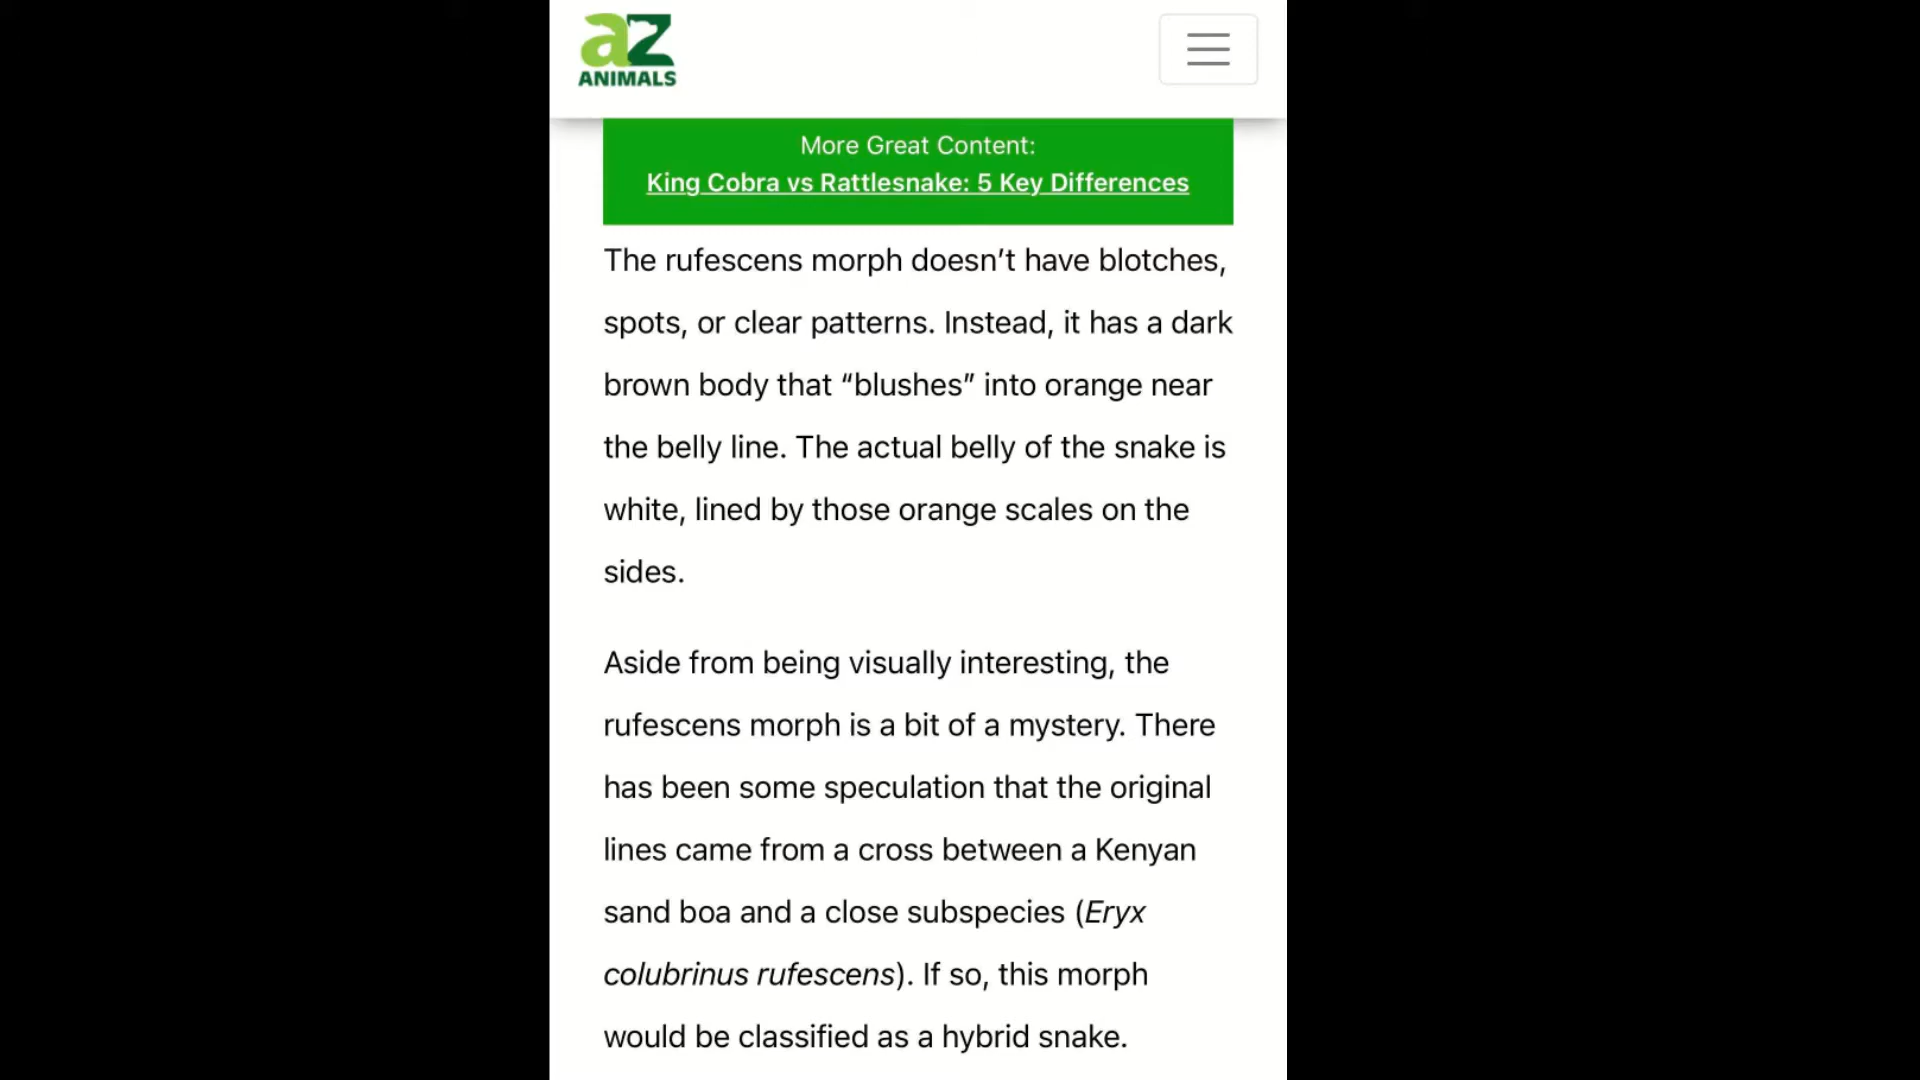 az
ANIMALS
More Great Content:
King Cobra vs Rattlesnake: 5 Key Differences
The rufescens morph doesn’t have blotches,
spots, or clear patterns. Instead, it has a dark
brown body that “blushes” into orange near
the belly line. The actual belly of the snake is
white, lined by those orange scales on the
sides.
Aside from being visually interesting, the
rufescens morph is a bit of a mystery. There
has been some speculation that the original
lines came from a cross between a Kenyan
sand boa and a close subspecies (Eryx
colubrinus rufescens). If so, this morph
would be classified as a hybrid snake.